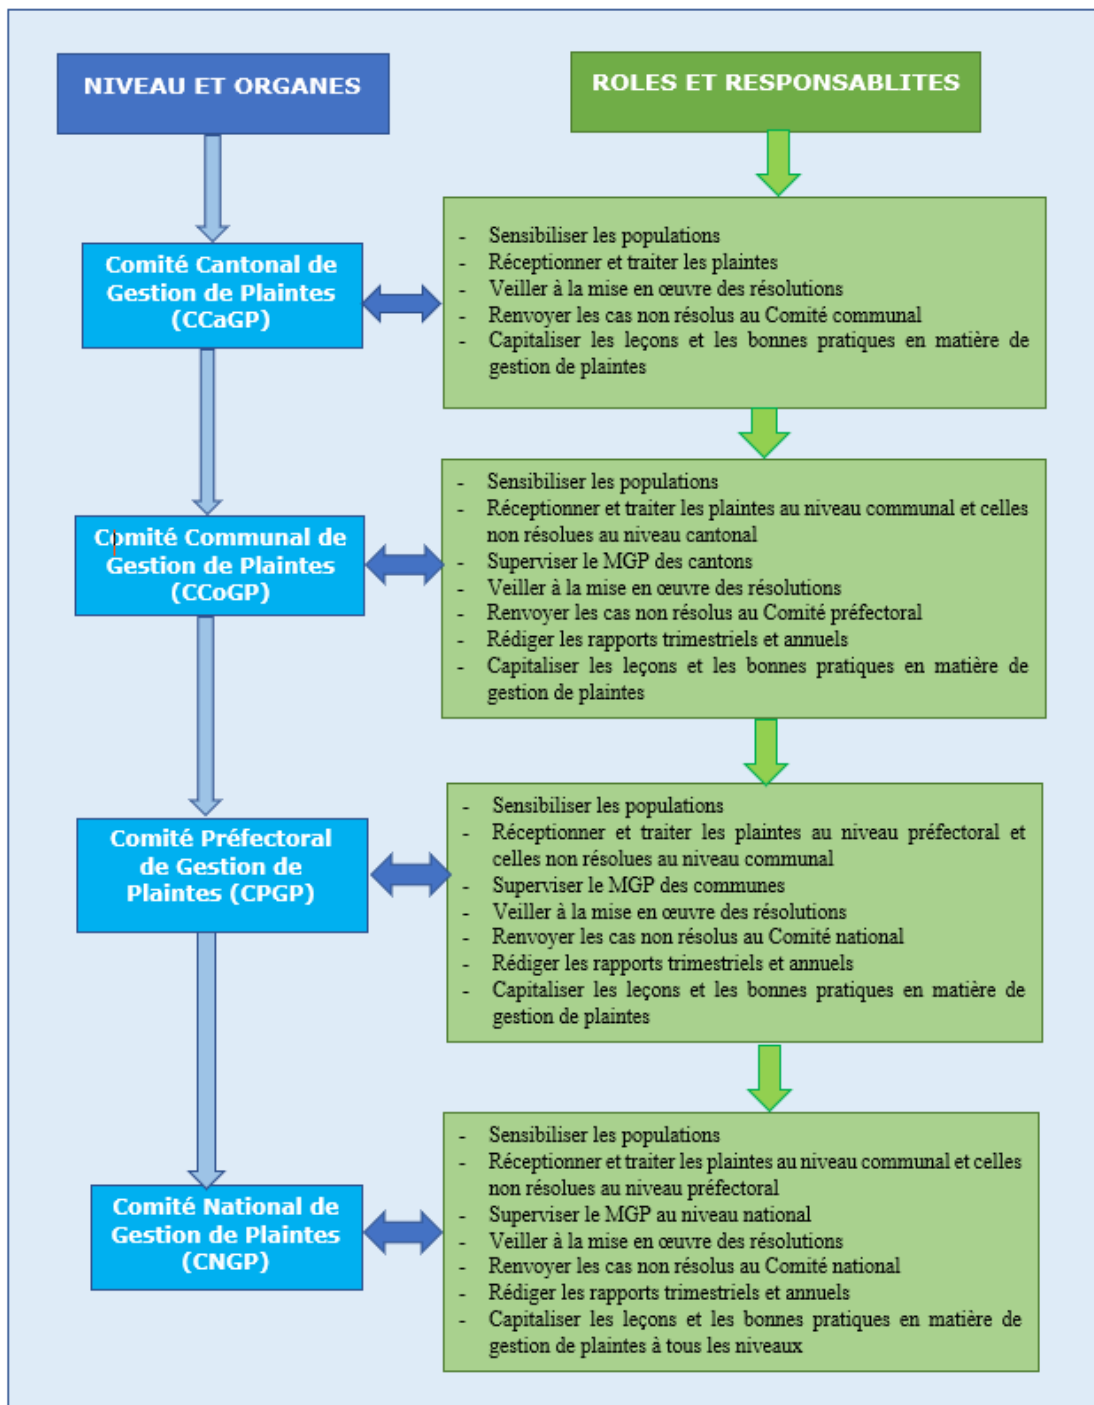 NIVEAU ET ORGANES
ROLES ET RESPONSABLITES
Comité Cantonal de
Gestion de Plaintes
(CCaGP)
- Sensibiliser les populations
- Réceptionner et traiter les plaintes
- Veiller à la mise en œuvre des résolutions
- Renvoyer les cas non résolus au Comité communal
- Capitaliser les leçons et les bonnes pratiques en matière de
gestion de plaintes
Comité Communal de
Gestion de Plaintes
(CCoGP)
- Sensibiliser les populations
- Réceptionner et traiter les plaintes au niveau communal et celles
non résolues au niveau cantonal
- Superviser le MGP des cantons
- Veiller à la mise en œuvre des résolutions
- Renvoyer les cas non résolus au Comité préfectoral
- Rédiger les rapports trimestriels et annuels
- Capitaliser les leçons et les bonnes pratiques en matière de
gestion de plaintes
Comité Préfectoral
de Gestion de
Plaintes (CPGP)
- Sensibiliser les populations
- Réceptionner et traiter les plaintes au niveau préfectoral et
celles non résolues au niveau communal
- Superviser le MGP des communes
- Veiller à la mise en œuvre des résolutions
- Renvoyer les cas non résolus au Comité national
- Rédiger les rapports trimestriels et annuels
- Capitaliser les leçons et les bonnes pratiques en matière de
gestion de plaintes
Comité National de
Gestion de Plaintes
(CNGP)
- Sensibiliser les populations
- Réceptionner et traiter les plaintes au niveau communal et celles
non résolues au niveau préfectoral
- Superviser le MGP au niveau national
- Veiller à la mise en œuvre des résolutions
- Renvoyer les cas non résolus au Comité national
- Rédiger les rapports trimestriels et annuels
- Capitaliser les leçons et les bonnes pratiques en matière de
gestion de plaintes à tous les niveaux